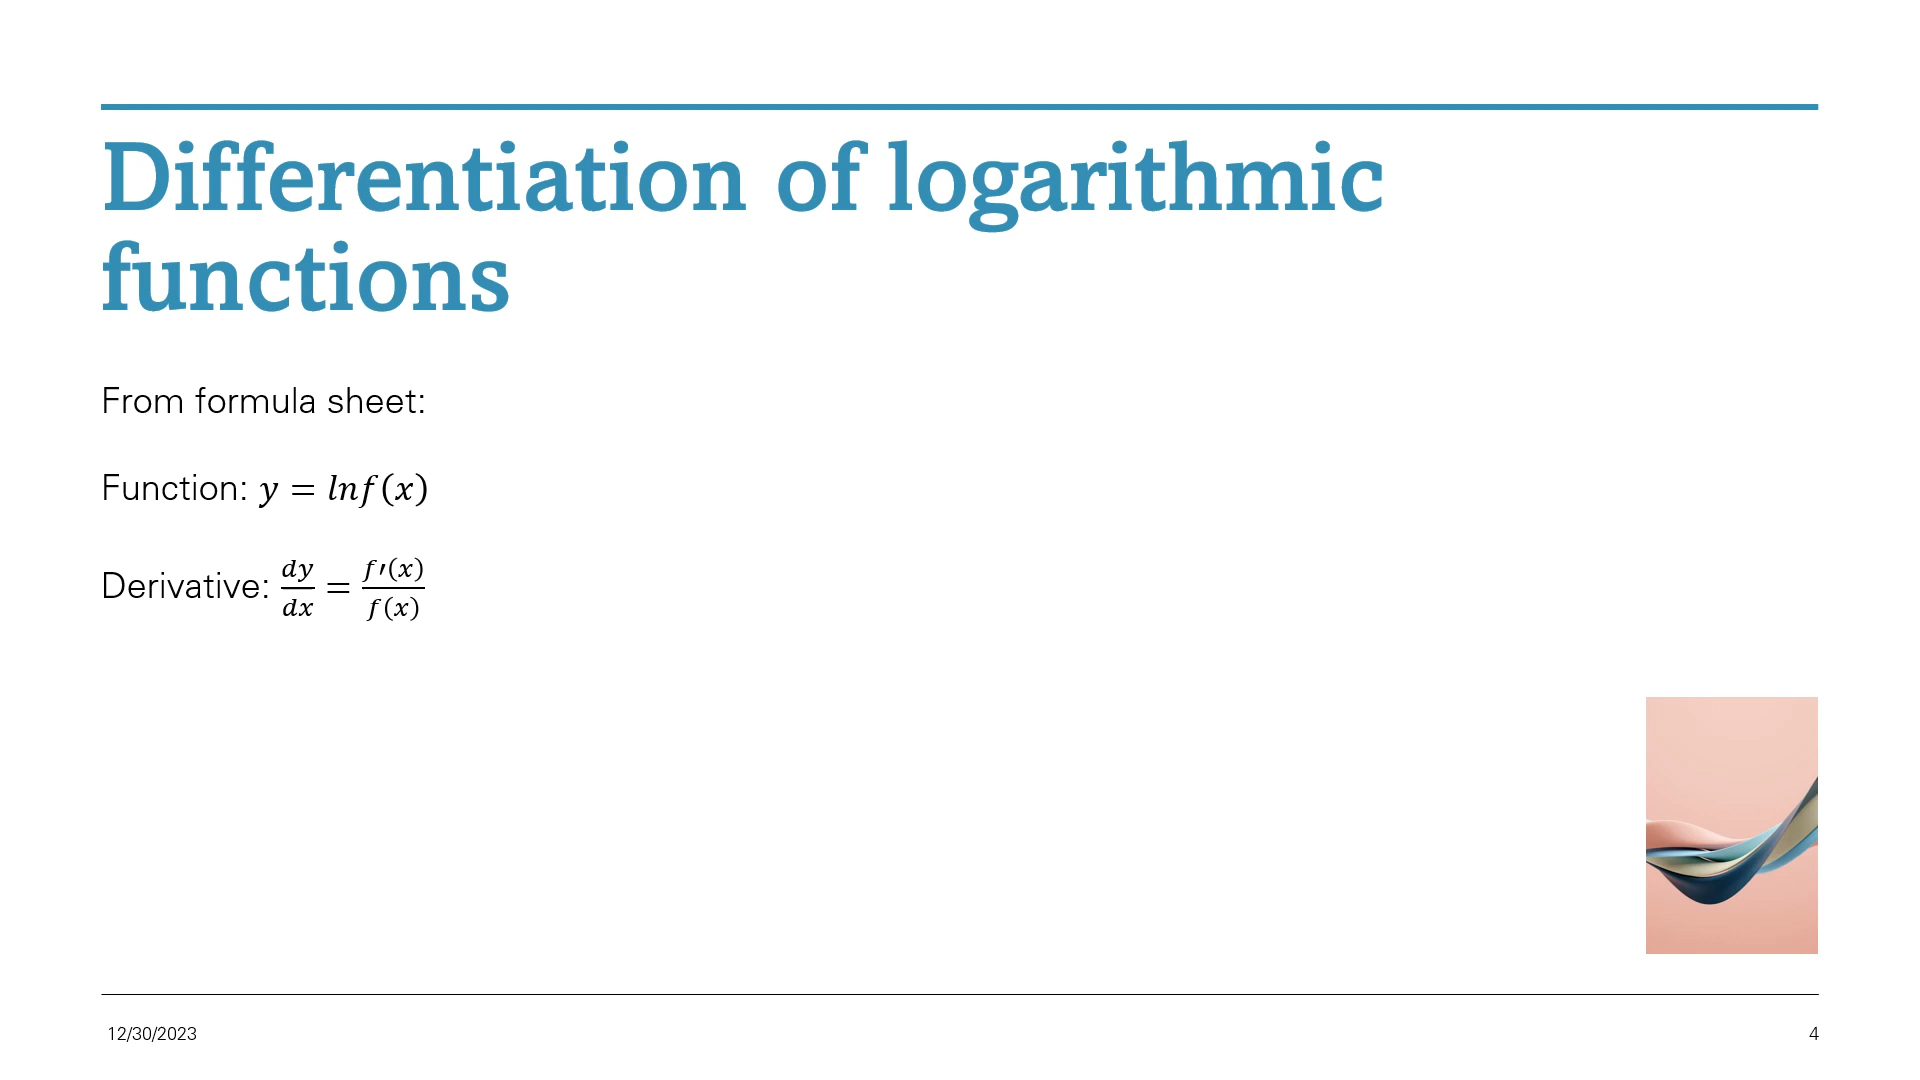 Differentiation of logarithmic
functions
From formula sheet:
Function: y = lnf(x)
Derivative: dy/dx = f′(x)/f(x)
12/30/2023
4